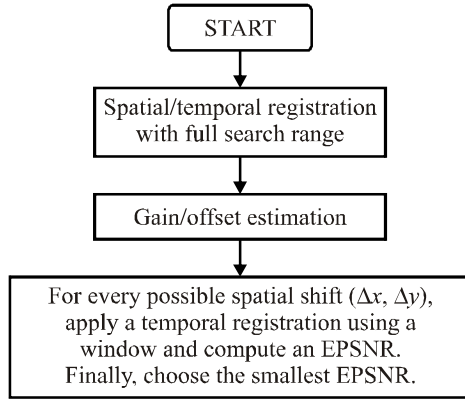 START
Spatial/temporal registration
with full search range
Gain/offset estimation
For every possible spatial shift (Δx, Δy),
apply a temporal registration using a
window and compute an EPSNR.
Finally, choose the smallest EPSNR.